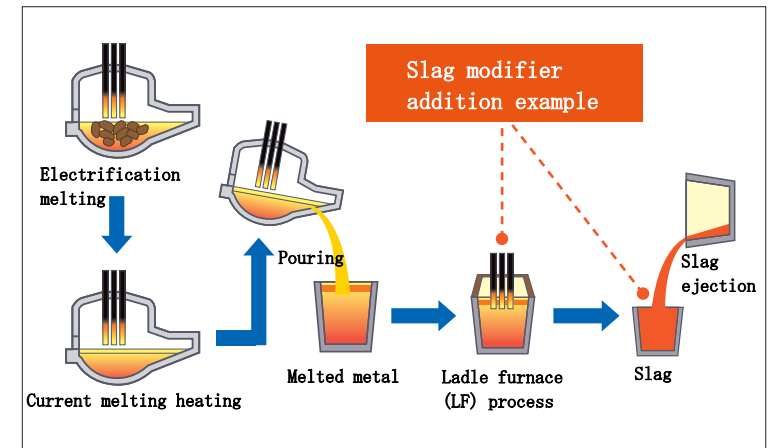 Slag modifier
addition example
Electrification
melting
Pouring
Slag
ejection
Current melting heating
Melted metal
Ladle furnace
(LF) process
Slag